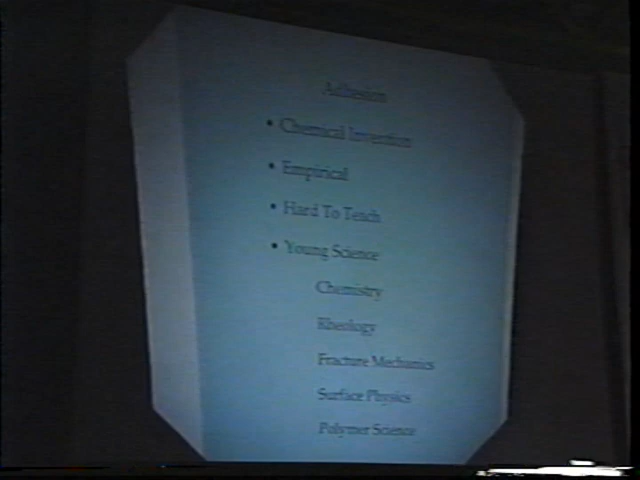 Adhesion
• Chemical Invention
• Empirical
• Hard To Teach
• Young Science
Chemistry
Rheology
Fracture Mechanics
Surface Physics
Polymer Science